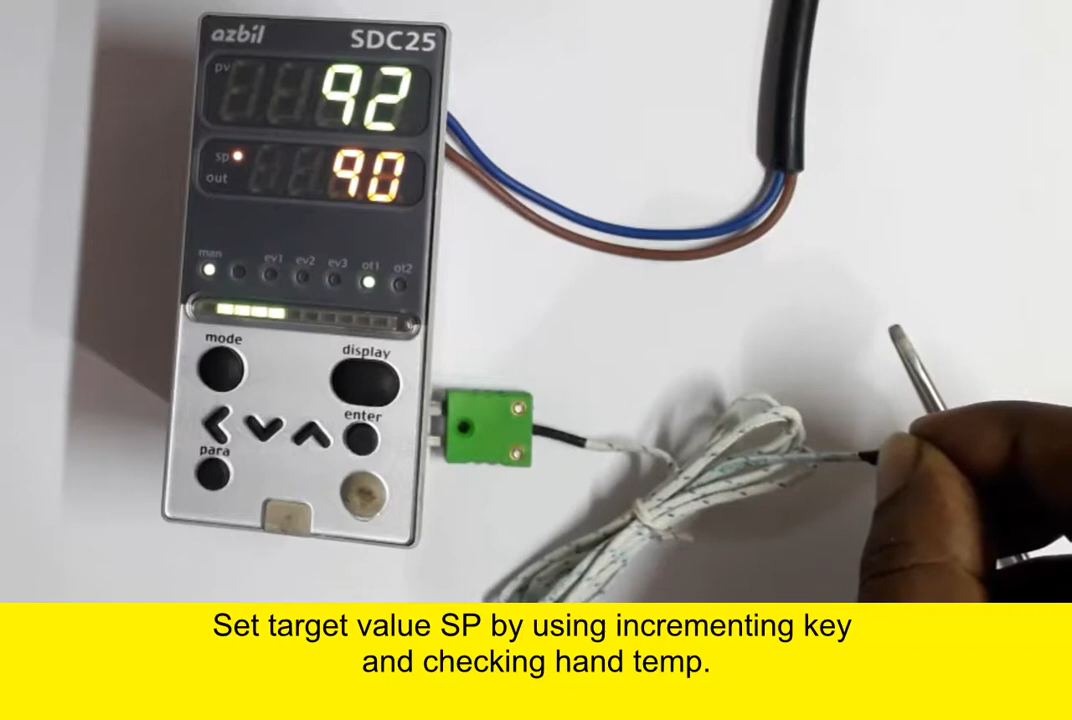 azbil SDC25
pv 92
sp 90
out
man ev1 ev2 ev3 ot1 ot2
mode display
enter
para
Set target value SP by using incrementing key
and checking hand temp.